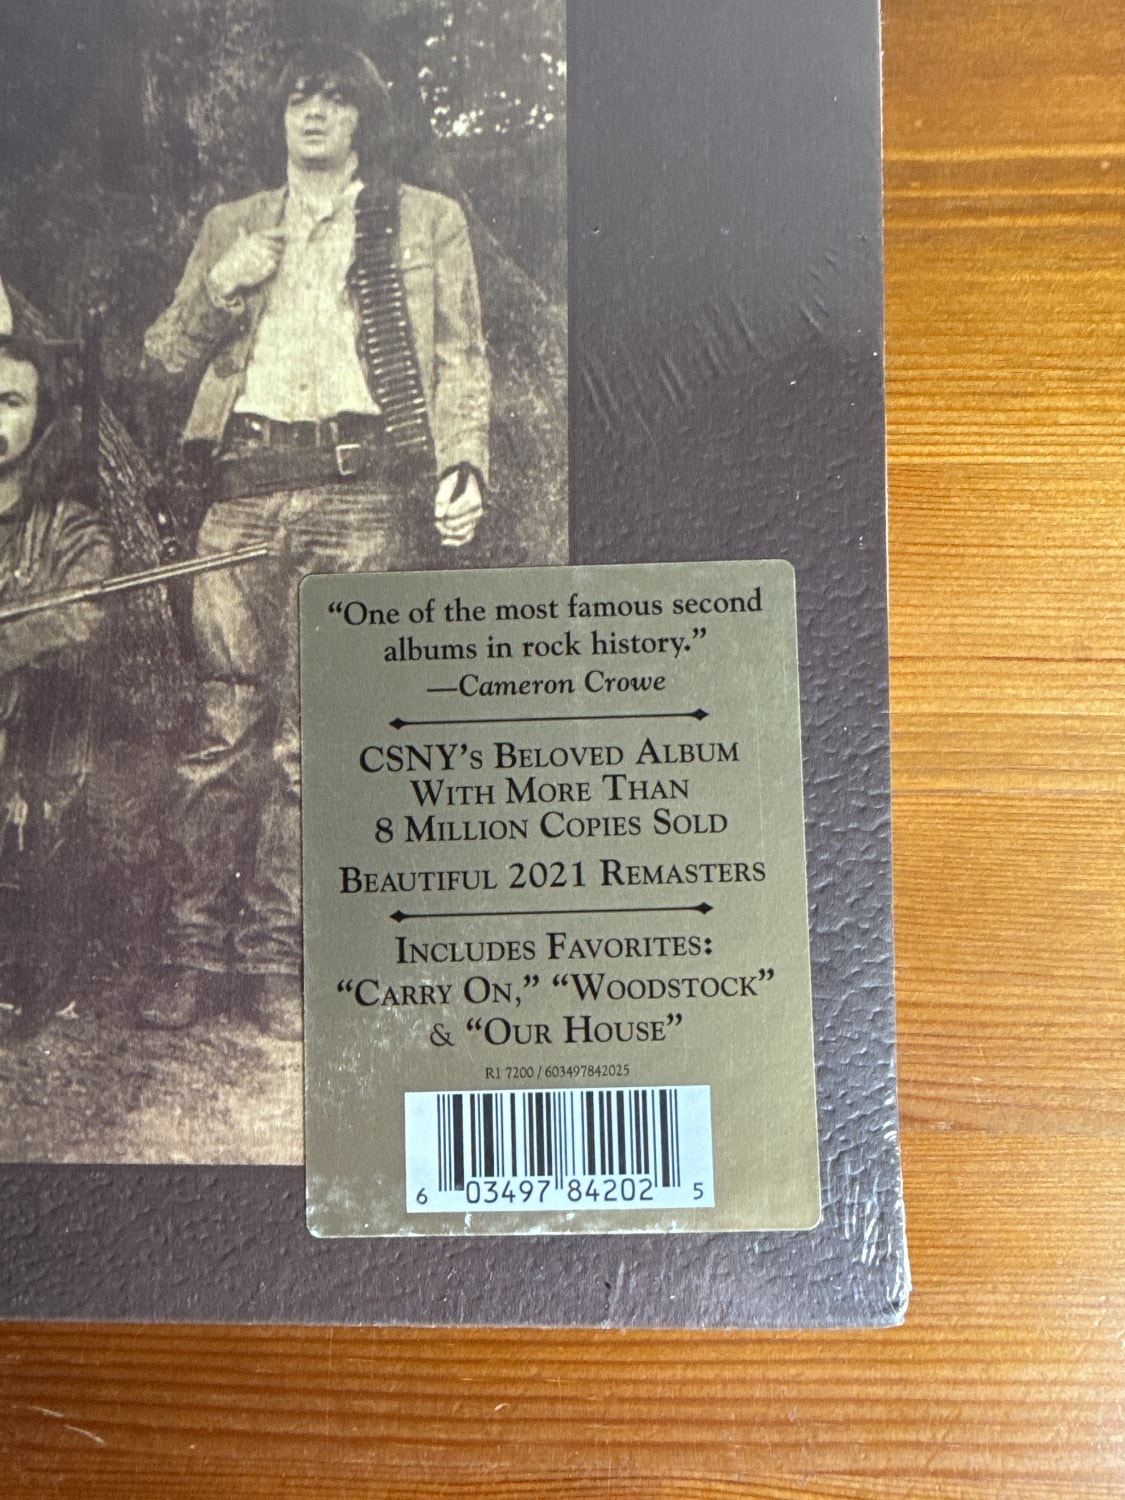 “One of the most famous second
albums in rock history.”
—Cameron Crowe
CSNY’s Beloved Album
With More Than
8 Million Copies Sold
Beautiful 2021 Remasters
Includes Favorites:
“Carry On,” “Woodstock”
& “Our House”
R1 7200 / 603497842025
6 03497 84202 5